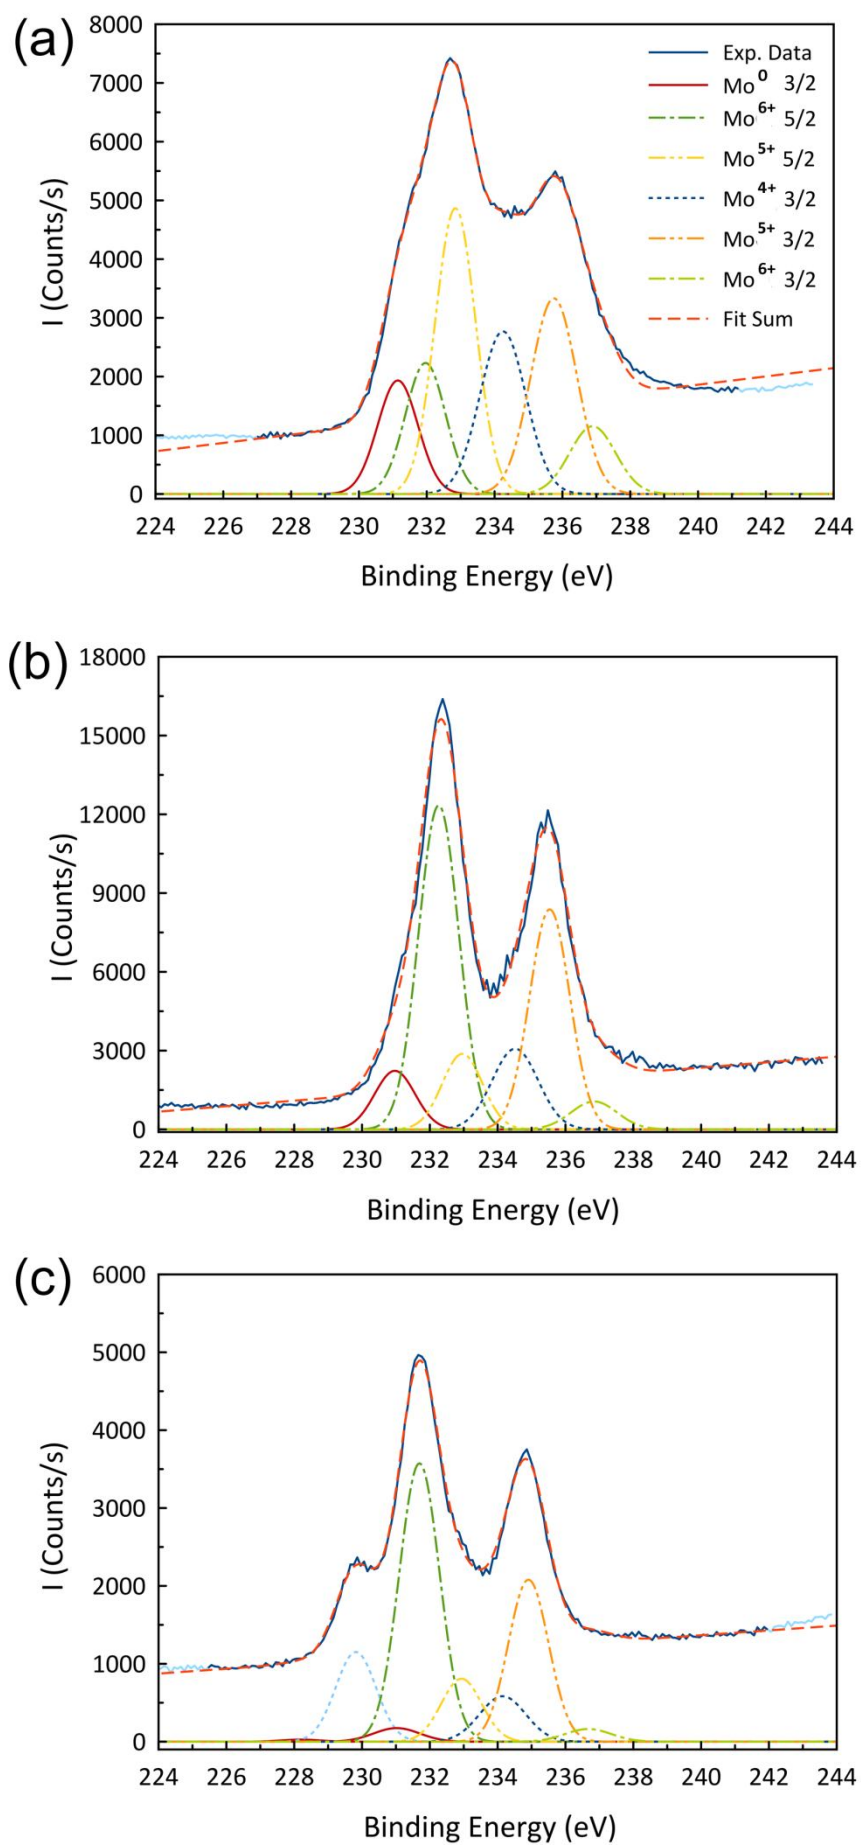 (a)
8000
7000
6000
5000
4000
3000
2000
1000
0
I (Counts/s)
Exp. Data
Mo⁰ 3/2
Mo⁶⁺ 5/2
Mo⁵⁺ 5/2
Mo⁴⁺ 3/2
Mo⁵⁺ 3/2
Mo⁶⁺ 3/2
Fit Sum
224 226 228 230 232 234 236 238 240 242 244
Binding Energy (eV)
(b)
18000
15000
12000
9000
6000
3000
0
I (Counts/s)
224 226 228 230 232 234 236 238 240 242 244
Binding Energy (eV)
(c)
6000
5000
4000
3000
2000
1000
0
I (Counts/s)
224 226 228 230 232 234 236 238 240 242 244
Binding Energy (eV)